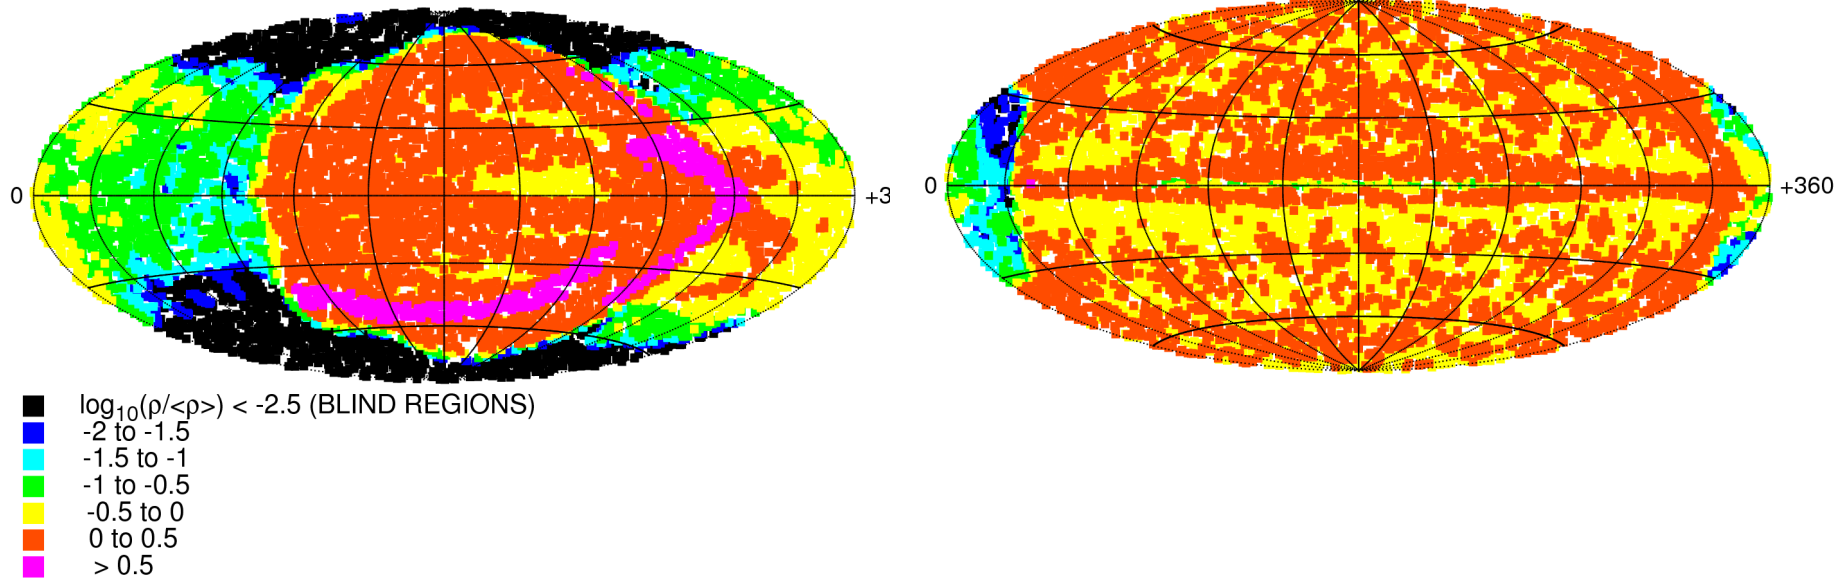 0
+3
0
+360
log10(ρ/<ρ>) < -2.5 (BLIND REGIONS)
-2 to -1.5
-1.5 to -1
-1 to -0.5
-0.5 to 0
0 to 0.5
> 0.5